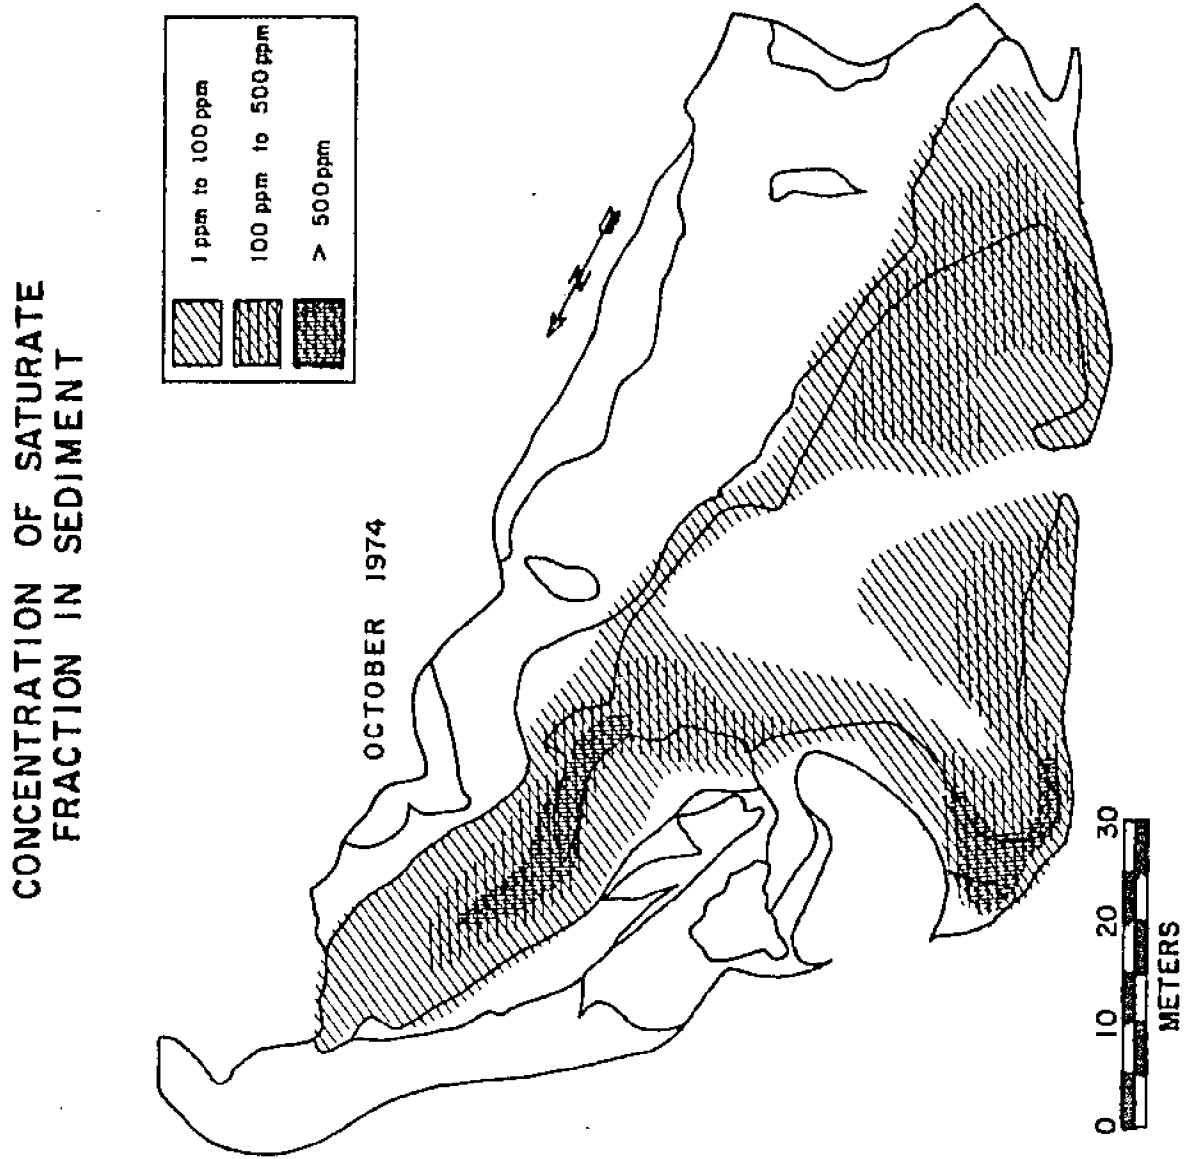 CONCENTRATION OF SATURATE
FRACTION IN SEDIMENT
1 ppm to 100 ppm
100 ppm to 500 ppm
> 500 ppm
OCTOBER 1974
N
0 10 20 30
METERS